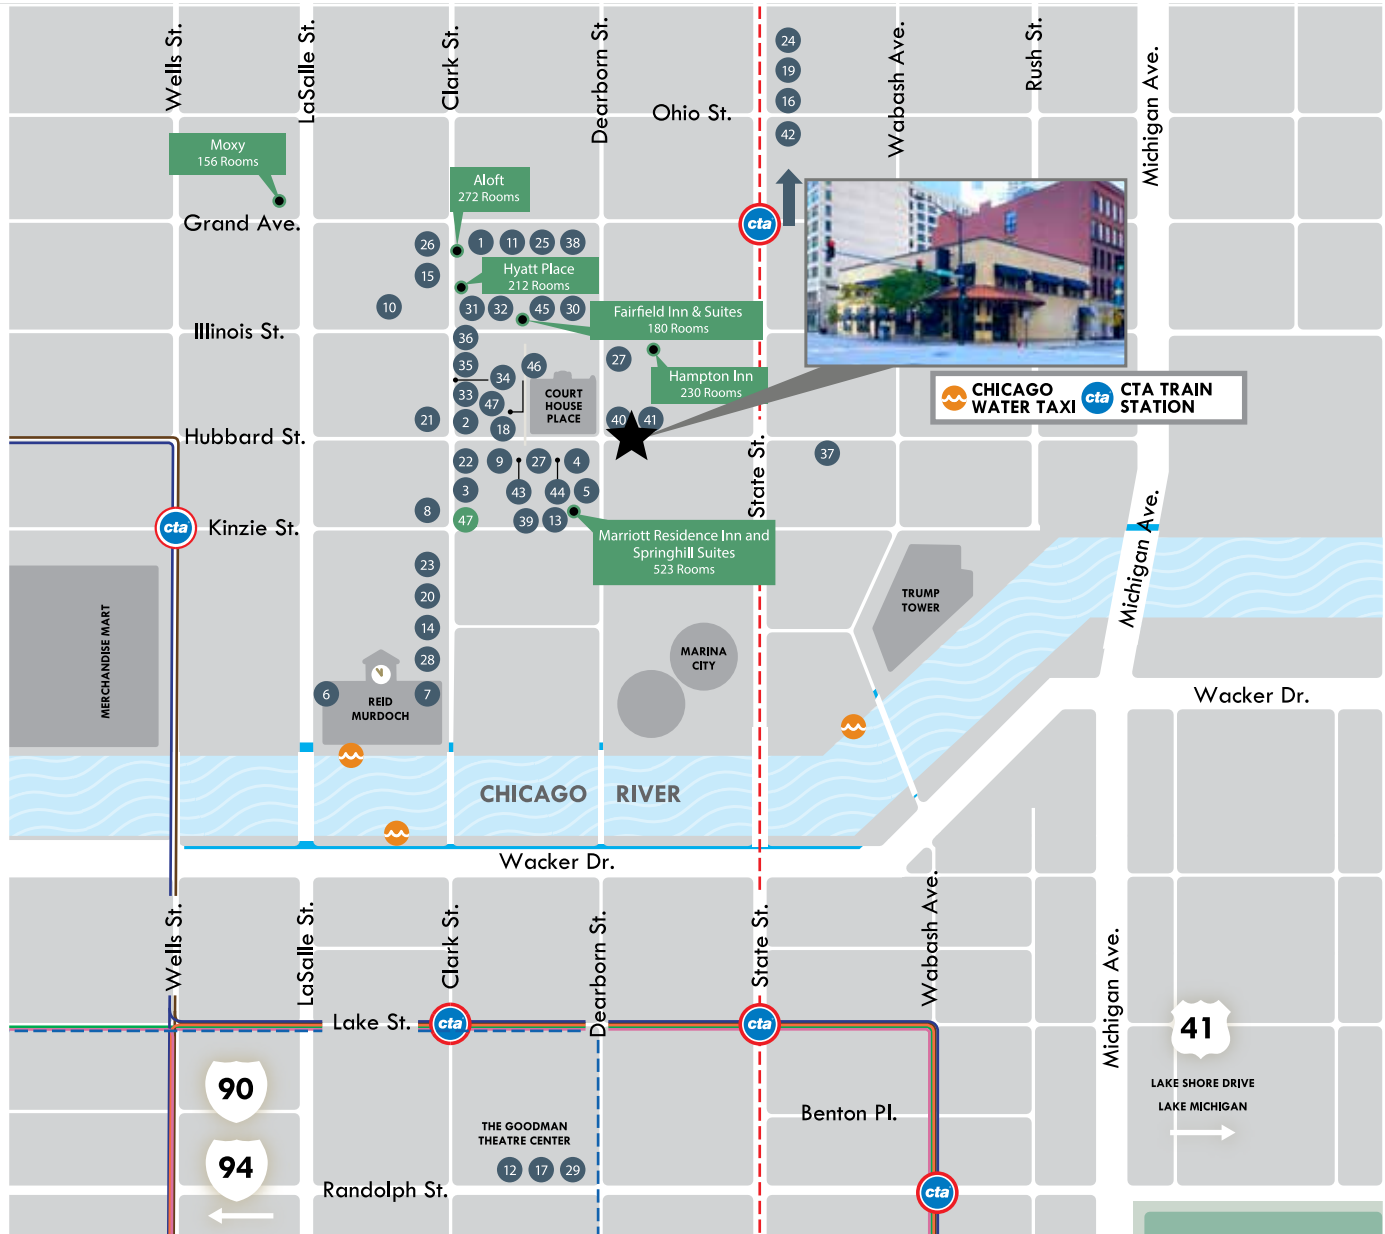 Wells St.
LaSalle St.
Clark St.
Dearborn St.
Wabash Ave.
Rush St.
Michigan Ave.
24
19
16
42
Ohio St.
Moxy
156 Rooms
Aloft
272 Rooms
Grand Ave.
cta
26
1
11
25
38
15
Hyatt Place
212 Rooms
10
31
32
45
30
Fairfield Inn & Suites
180 Rooms
Illinois St.
36
35
34
46
27
Hampton Inn
230 Rooms
33
47
COURT
HOUSE
PLACE
21
2
18
40
41
CHICAGO
WATER TAXI
cta
CTA TRAIN
STATION
Hubbard St.
State St.
37
22
9
27
4
3
43
44
5
8
47
39
13
cta
Kinzie St.
Michigan Ave.
Marriott Residence Inn and
Springhill Suites
523 Rooms
23
20
14
28
MERCHANDISE MART
TRUMP
TOWER
MARINA
CITY
6
7
REID
MURDOCH
Wacker Dr.
CHICAGO RIVER
Wacker Dr.
Wells St.
LaSalle St.
Clark St.
Dearborn St.
State St.
Wabash Ave.
Michigan Ave.
Lake St.
cta
cta
41
LAKE SHORE DRIVE
LAKE MICHIGAN
90
94
Benton Pl.
THE GOODMAN
THEATRE CENTER
12
17
29
Randolph St.
cta